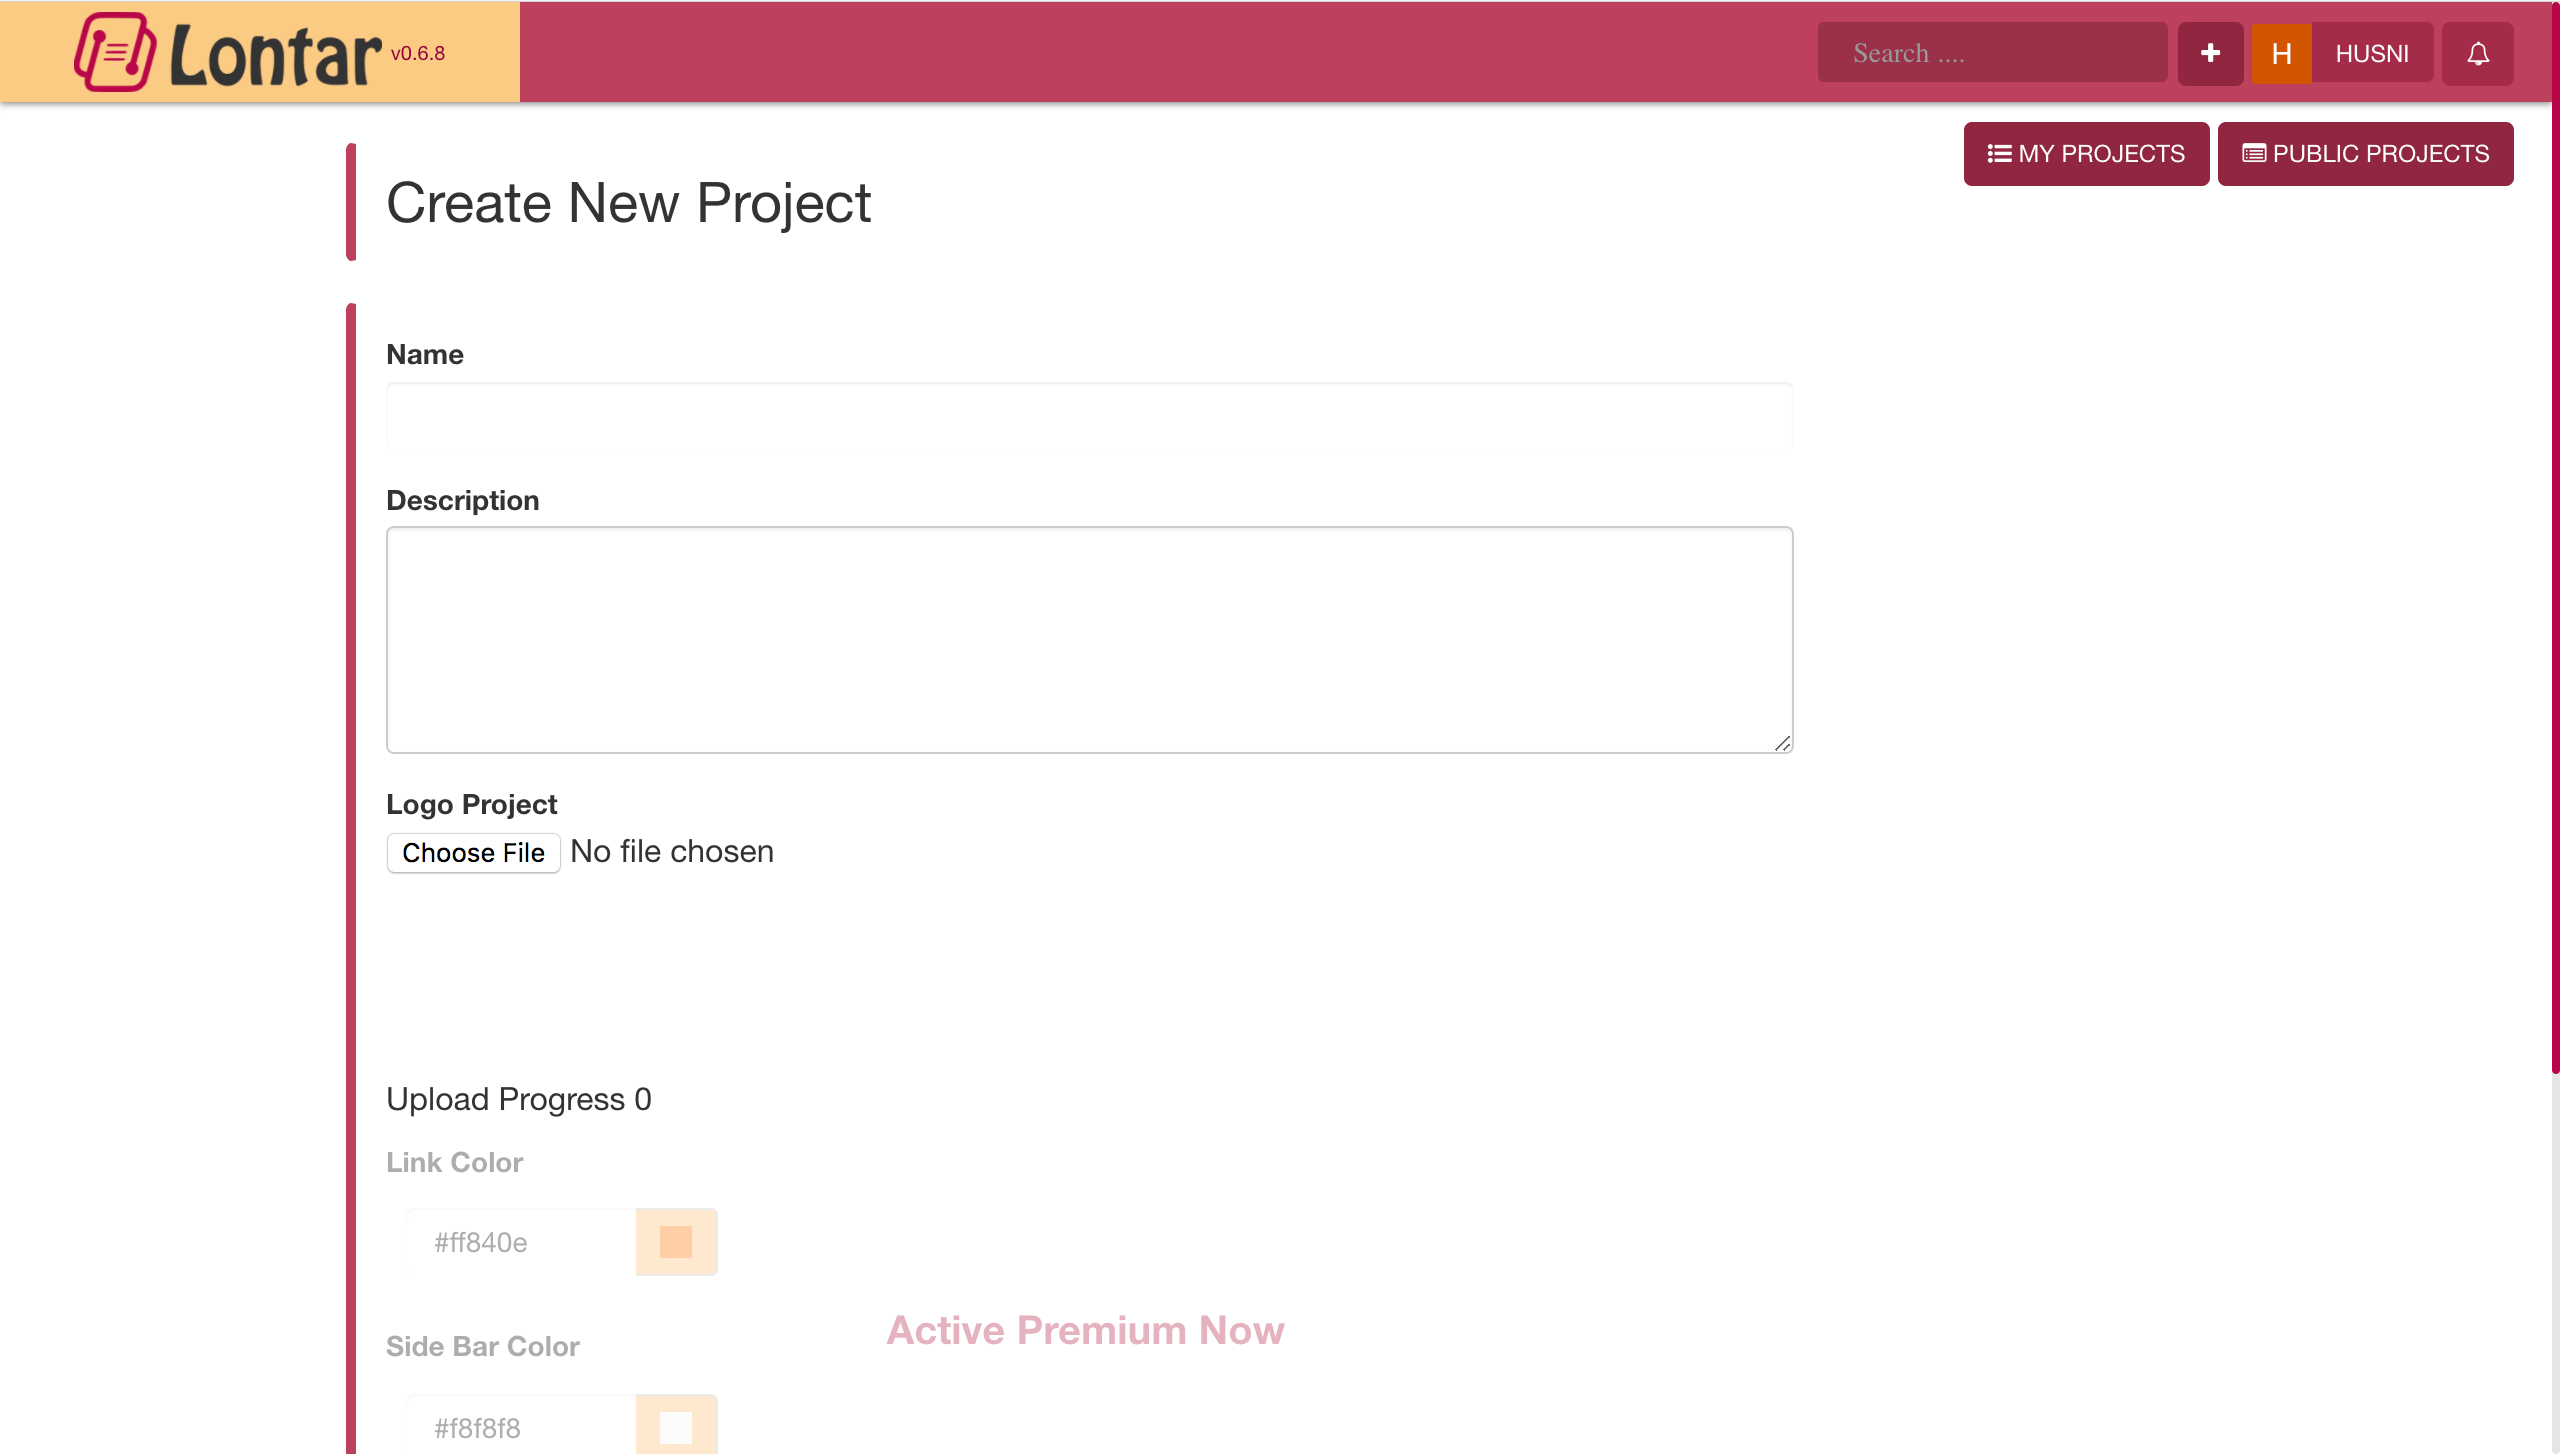 Lontar v0.6.8
Search ....
H HUSNI
MY PROJECTS PUBLIC PROJECTS
Create New Project
Name
Description
Logo Project
Choose File No file chosen
Upload Progress 0
Link Color
#ff840e
Active Premium Now
Side Bar Color
#f8f8f8